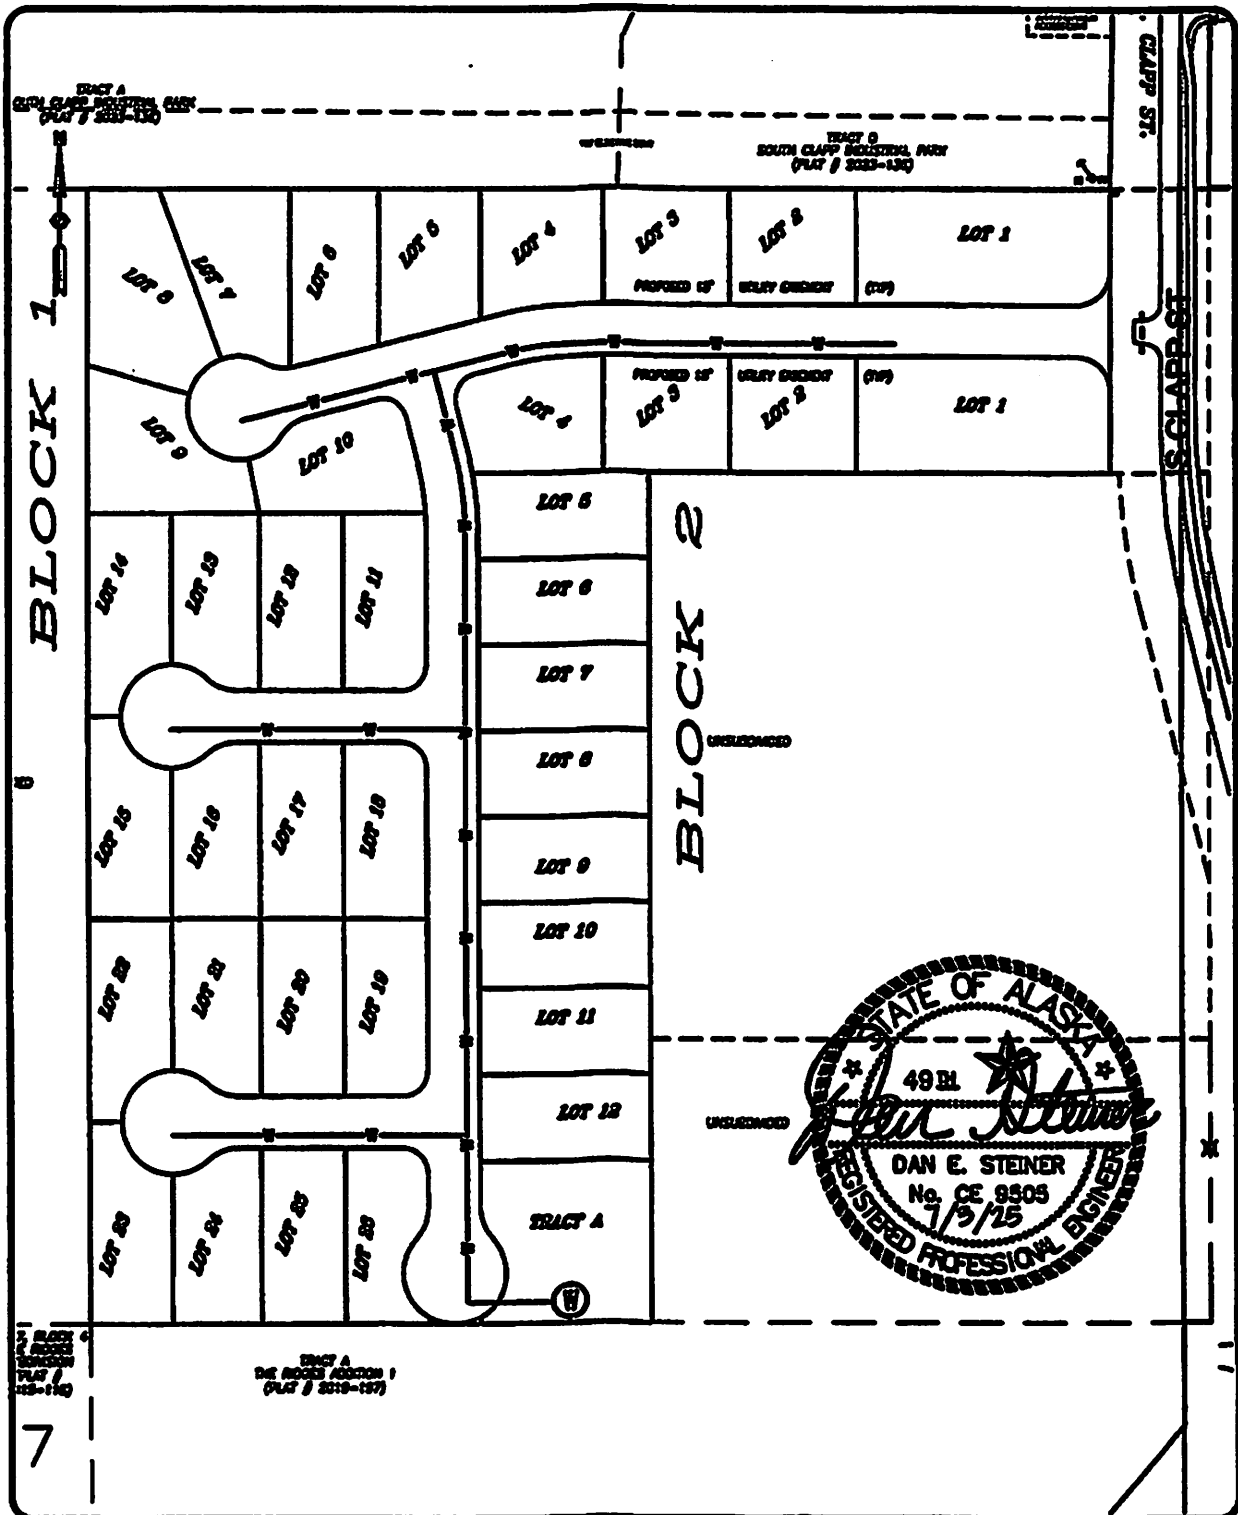 CLAPP ST.
TRACT A
SOUTH CLAPP INDUSTRIAL PARK
TRACT D
SOUTH CLAPP INDUSTRIAL PARK
N
BLOCK 1
LOT 8
LOT 7
LOT 6
LOT 5
LOT 4
LOT 3
LOT 2
LOT 1
PROPOSED 15' UTILITY EASEMENT (TYP)
S CLAPP ST
W W W W W
PROPOSED 15' UTILITY EASEMENT (TYP)
LOT 4
LOT 3
LOT 2
LOT 1
LOT 9
LOT 10
LOT 14
LOT 13
LOT 12
LOT 11
LOT 5
LOT 6
LOT 7
LOT 8
LOT 9
LOT 10
LOT 11
LOT 12
TRACT A
BLOCK 2
UNSUBDIVIDED
UNSUBDIVIDED
W W
LOT 15
LOT 16
LOT 17
LOT 18
LOT 22
LOT 21
LOT 20
LOT 19
W W
LOT 23
LOT 24
LOT 25
W
STATE OF ALASKA
49TH
DAN E. STEINER
No. CE 9505
7/3/25
REGISTERED PROFESSIONAL ENGINEER
TRACT A
THE RIDGES ADDITION 1
7